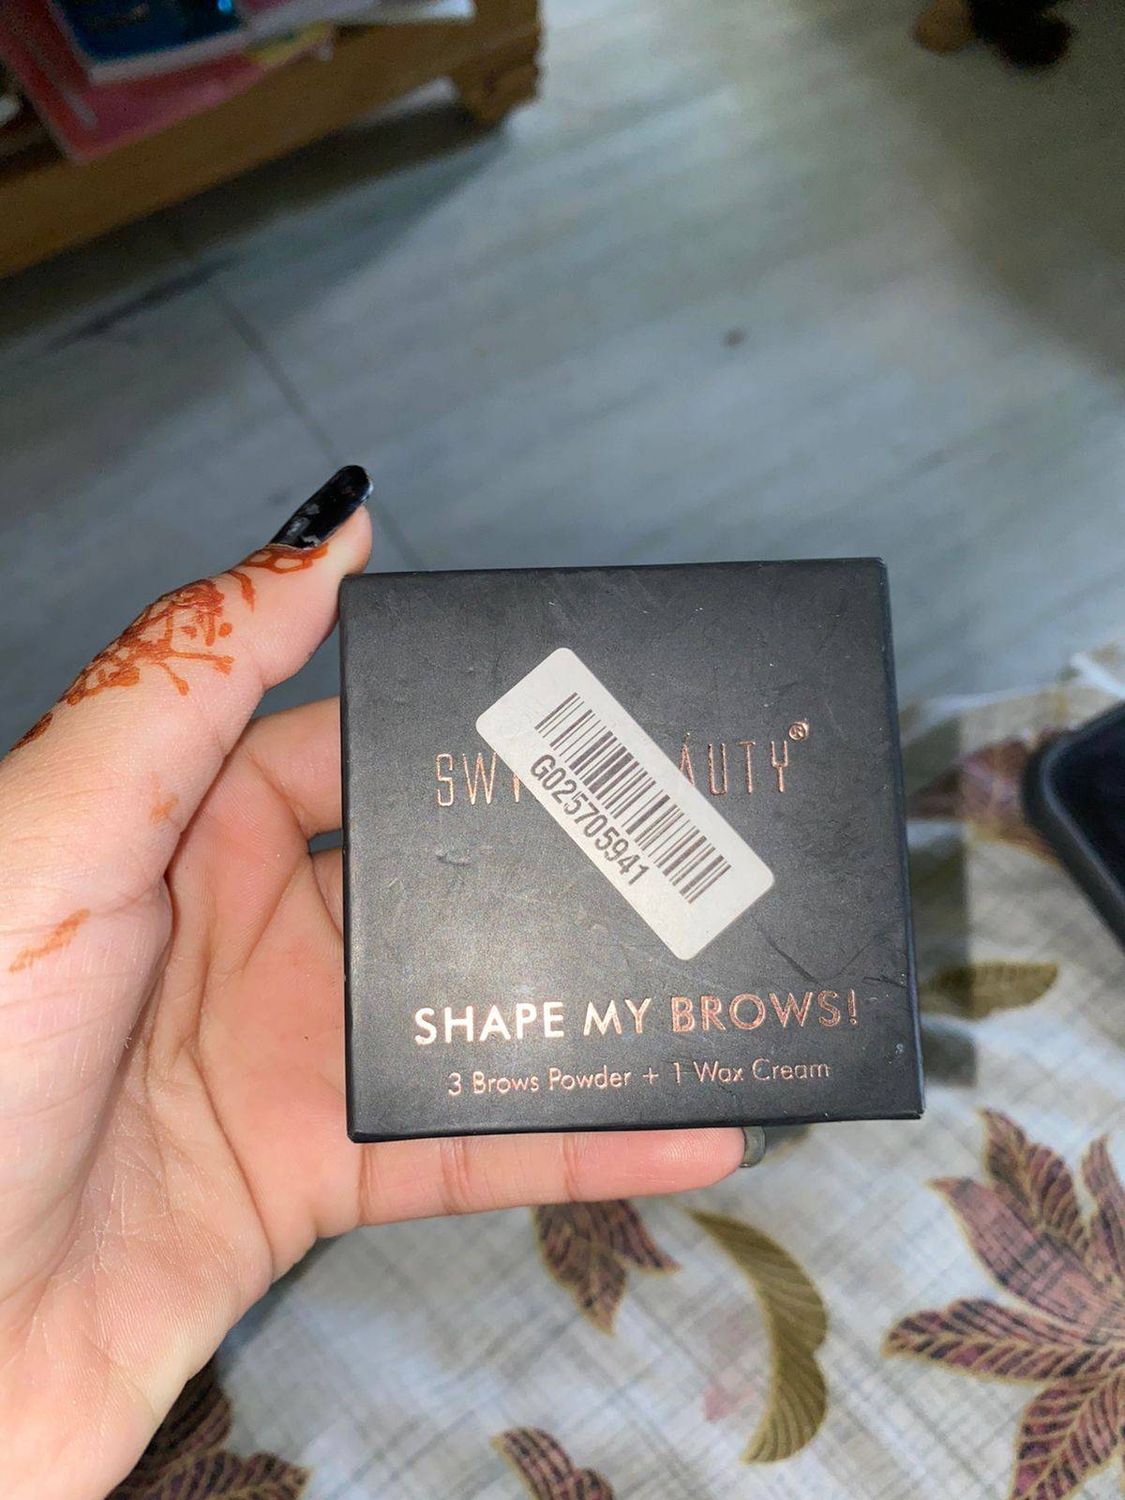 SHAPE MY BROWS!
3 Brows Powder + 1 Wax Cream
G025705941